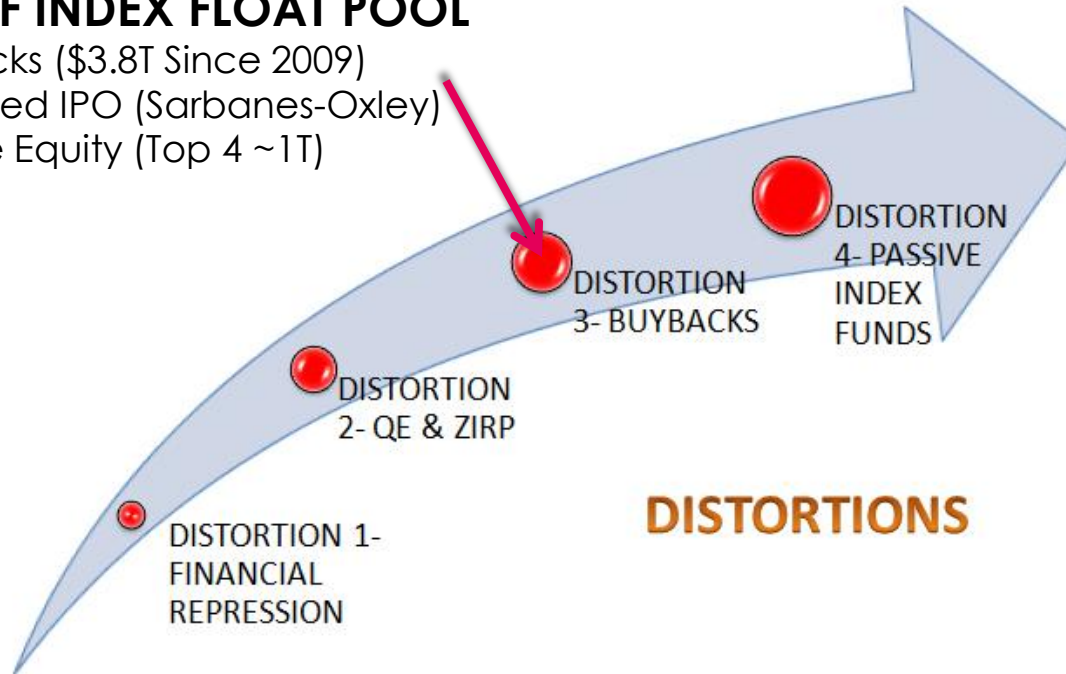 F INDEX FLOAT POOL
cks ($3.8T Since 2009)
ed IPO (Sarbanes-Oxley)
e Equity (Top 4 ~1T)
DISTORTION
4- PASSIVE
INDEX
FUNDS
DISTORTION
3- BUYBACKS
DISTORTION
2- QE & ZIRP
DISTORTIONS
DISTORTION 1-
FINANCIAL
REPRESSION